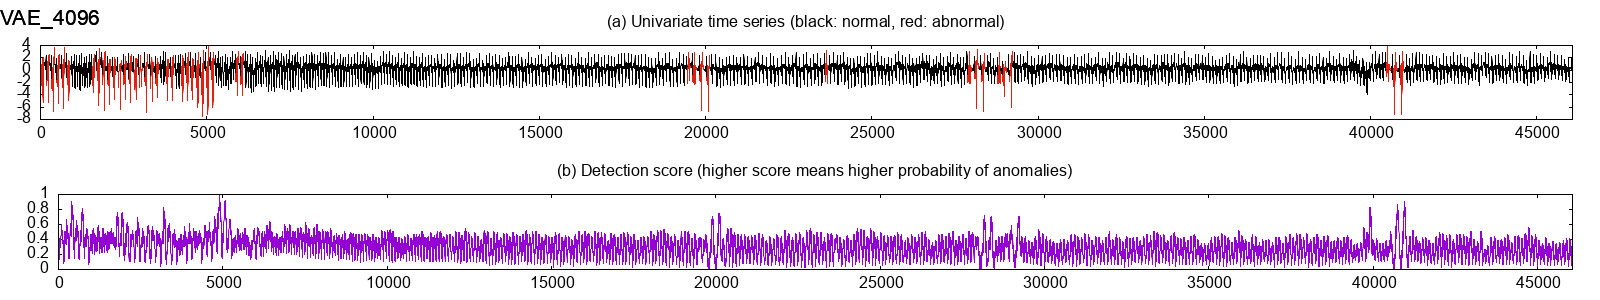 VAE_4096
(a) Univariate time series (black: normal, red: abnormal)
4
2
0
-2
-4
-6
-8
0 5000 10000 15000 20000 25000 30000 35000 40000 45000
(b) Detection score (higher score means higher probability of anomalies)
1
0.8
0.6
0.4
0.2
0
0 5000 10000 15000 20000 25000 30000 35000 40000 45000